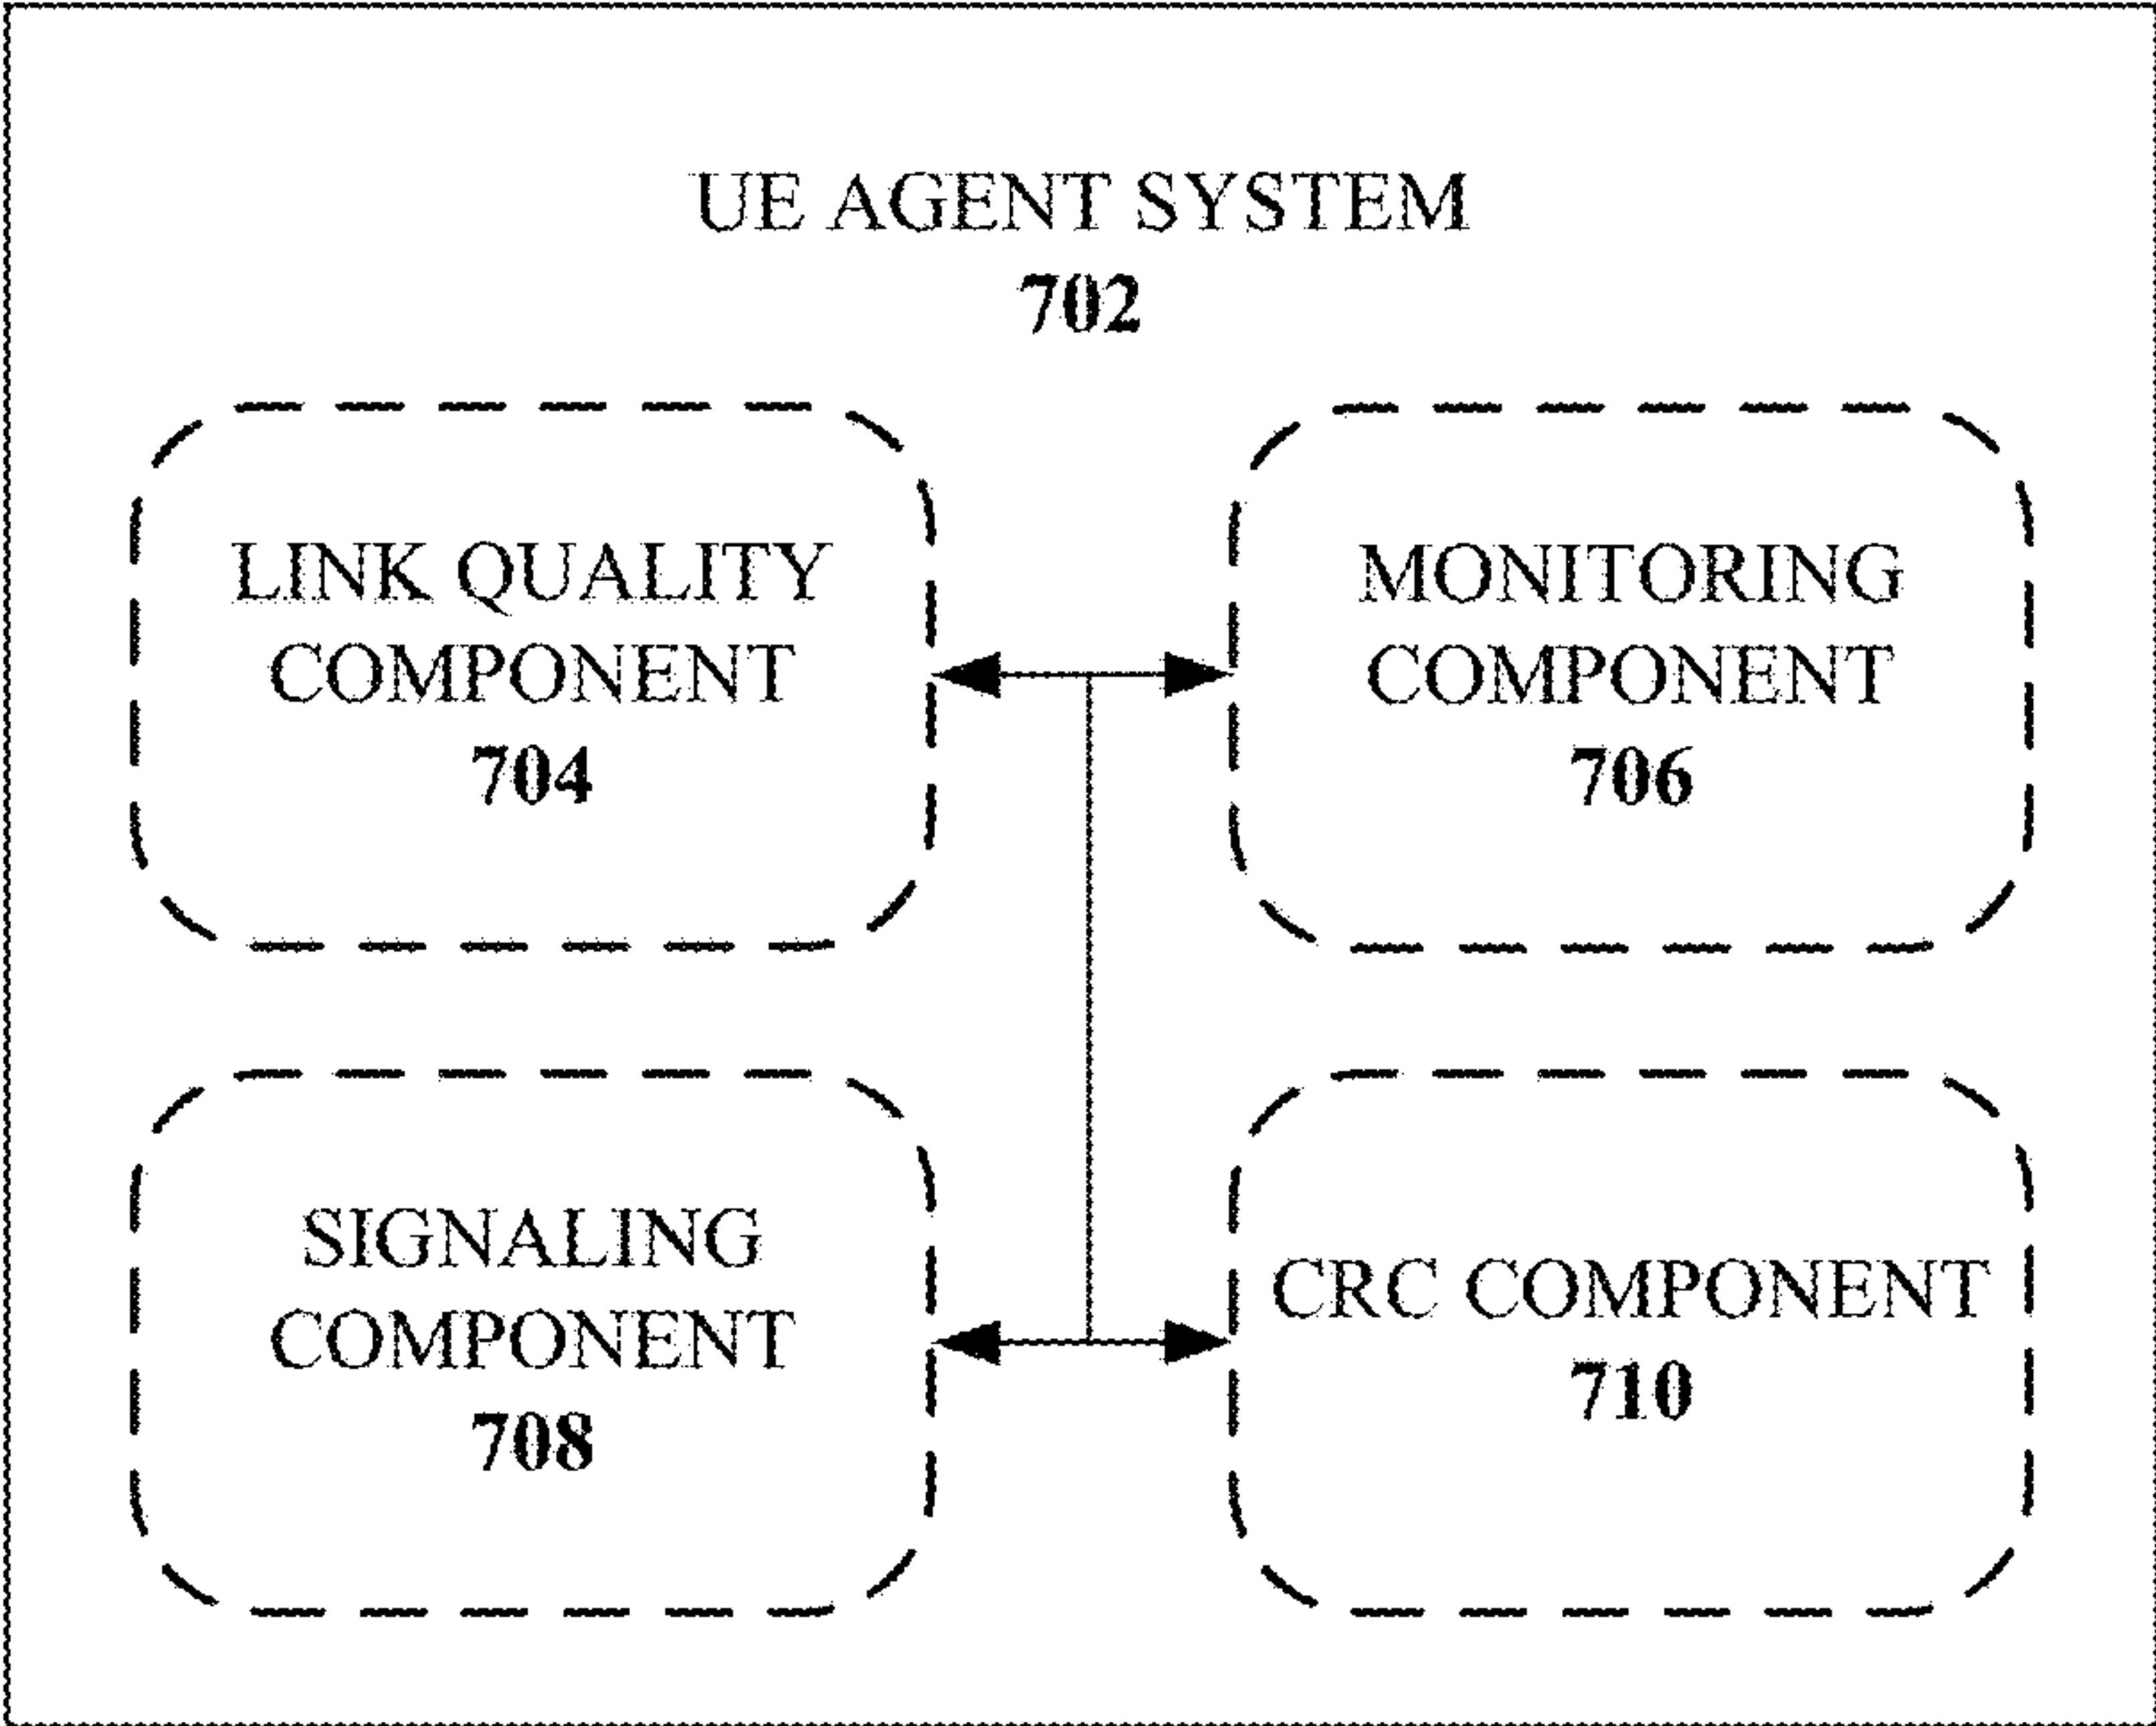 UE AGENT SYSTEM
702
LINK QUALITY
COMPONENT
704
MONITORING
COMPONENT
706
SIGNALING
COMPONENT
708
CRC COMPONENT
710